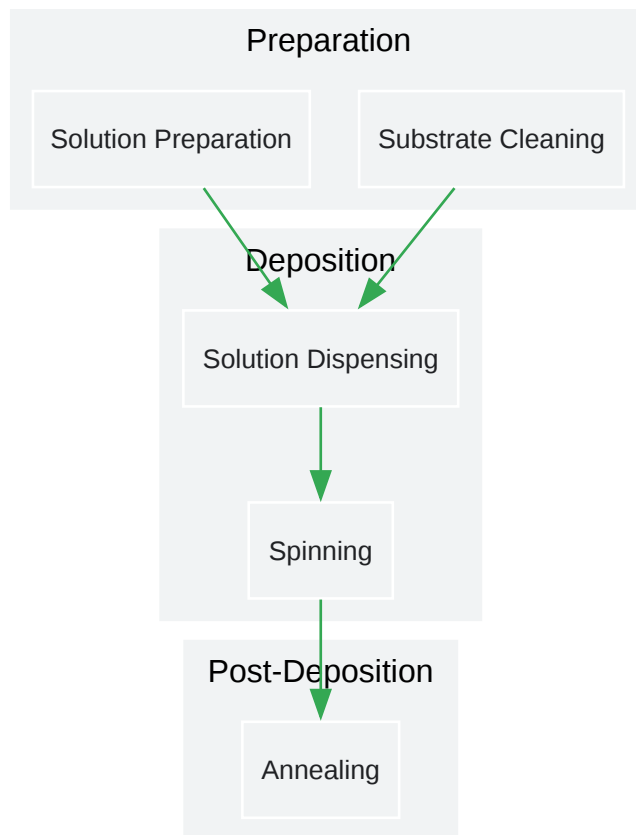 Preparation
Solution Preparation
Substrate Cleaning
Deposition
Solution Dispensing
Spinning
Post-Deposition
Annealing